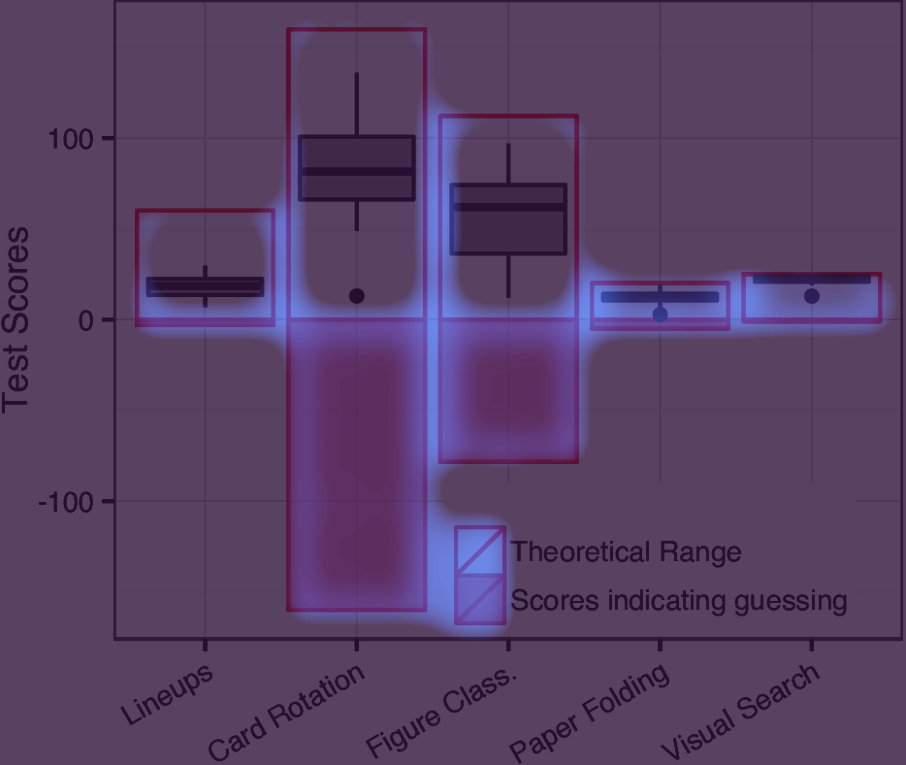 Test Scores
100
0
-100
Theoretical Range
Scores indicating guessing
Lineups
Card Rotation
Figure Class.
Paper Folding
Visual Search